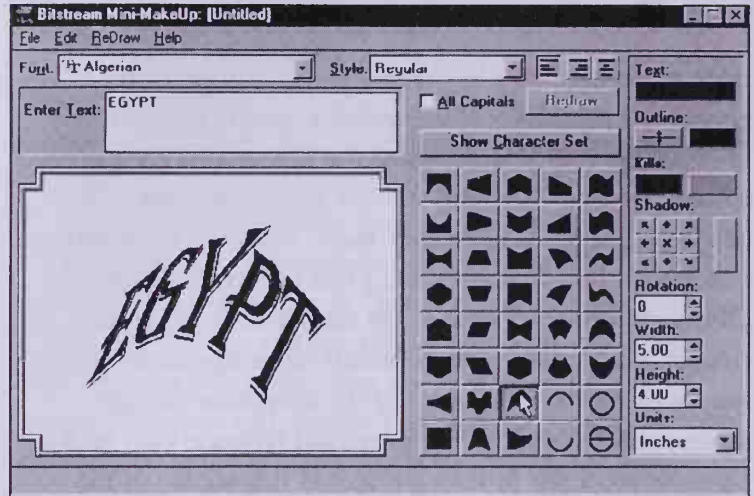 Bitstream Mini-MakeUp: [Untitled]
File Edit ReDraw Help
Font: Algerian Style: Regular
Enter Text: EGYPT
All Capitals Redraw
Show Character Set
EGYPT
Text:
Outline:
Fills:
Shadow:
Rotation:
0
Width:
5.00
Height:
4.00
Units:
Inches